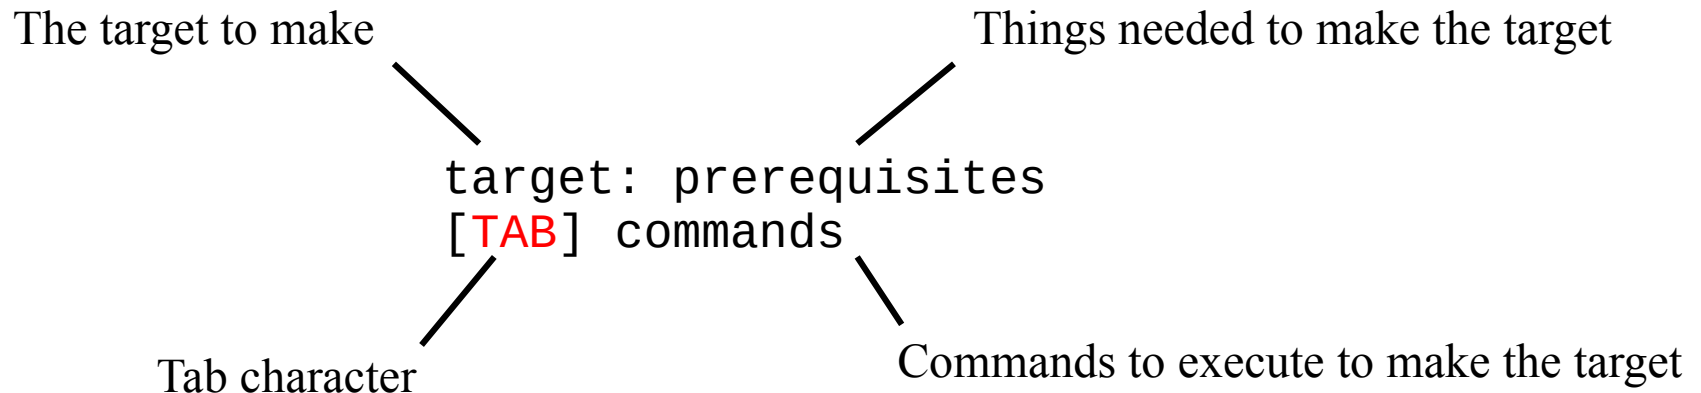 The target to make
Things needed to make the target
target: prerequisites
[TAB] commands
Tab character
Commands to execute to make the target